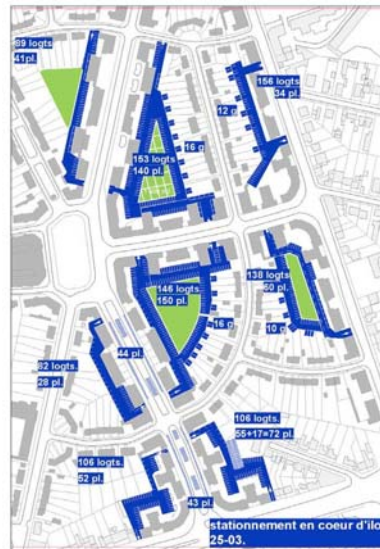 89 logts
41 pl.
156 logts
34 pl.
12 g
16 g
153 logts
140 pl.
138 logts
60 pl.
146 logts
150 pl.
16 g
10 g
44 pl.
82 logts
28 pl.
106 logts.
55+17=72 pl.
106 logts.
52 pl.
43 pl.
stationnement en coeur d'ilo
25-03.